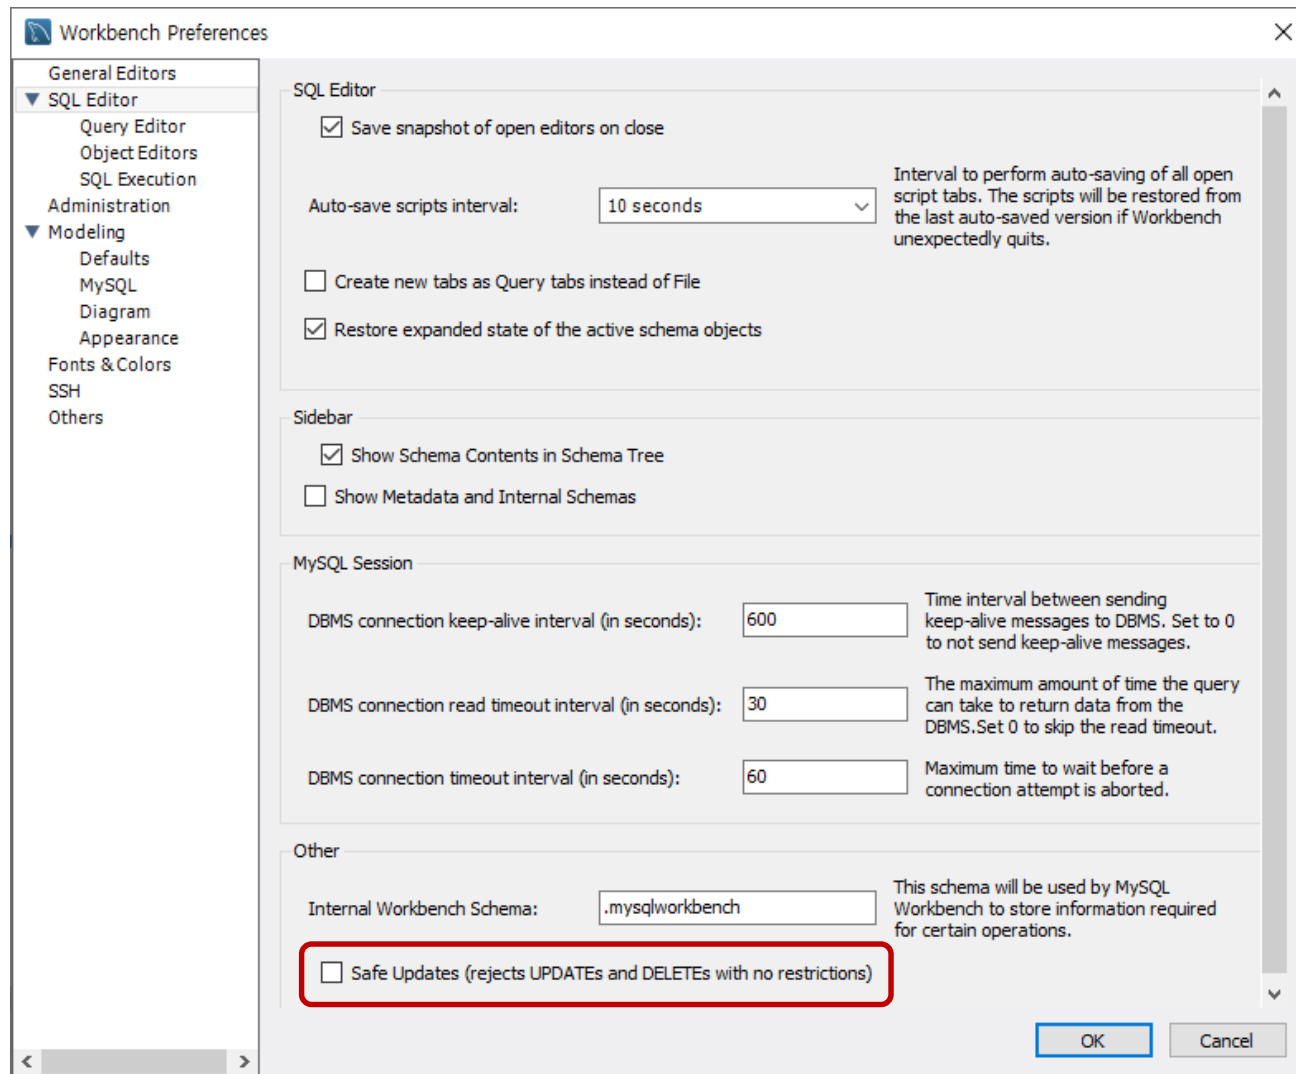 Workbench Preferences
General Editors
SQL Editor
Query Editor
Object Editors
SQL Execution
Administration
Modeling
Defaults
MySQL
Diagram
Appearance
Fonts & Colors
SSH
Others
SQL Editor
Save snapshot of open editors on close
Auto-save scripts interval:
10 seconds
Interval to perform auto-saving of all open
script tabs. The scripts will be restored from
the last auto-saved version if Workbench
unexpectedly quits.
Create new tabs as Query tabs instead of File
Restore expanded state of the active schema objects
Sidebar
Show Schema Contents in Schema Tree
Show Metadata and Internal Schemas
MySQL Session
DBMS connection keep-alive interval (in seconds):
600
Time interval between sending
keep-alive messages to DBMS. Set to 0
to not send keep-alive messages.
DBMS connection read timeout interval (in seconds):
30
The maximum amount of time the query
can take to return data from the
DBMS.Set 0 to skip the read timeout.
DBMS connection timeout interval (in seconds):
60
Maximum time to wait before a
connection attempt is aborted.
Other
Internal Workbench Schema:
.mysqlworkbench
This schema will be used by MySQL
Workbench to store information required
for certain operations.
Safe Updates (rejects UPDATEs and DELETEs with no restrictions)
OK
Cancel